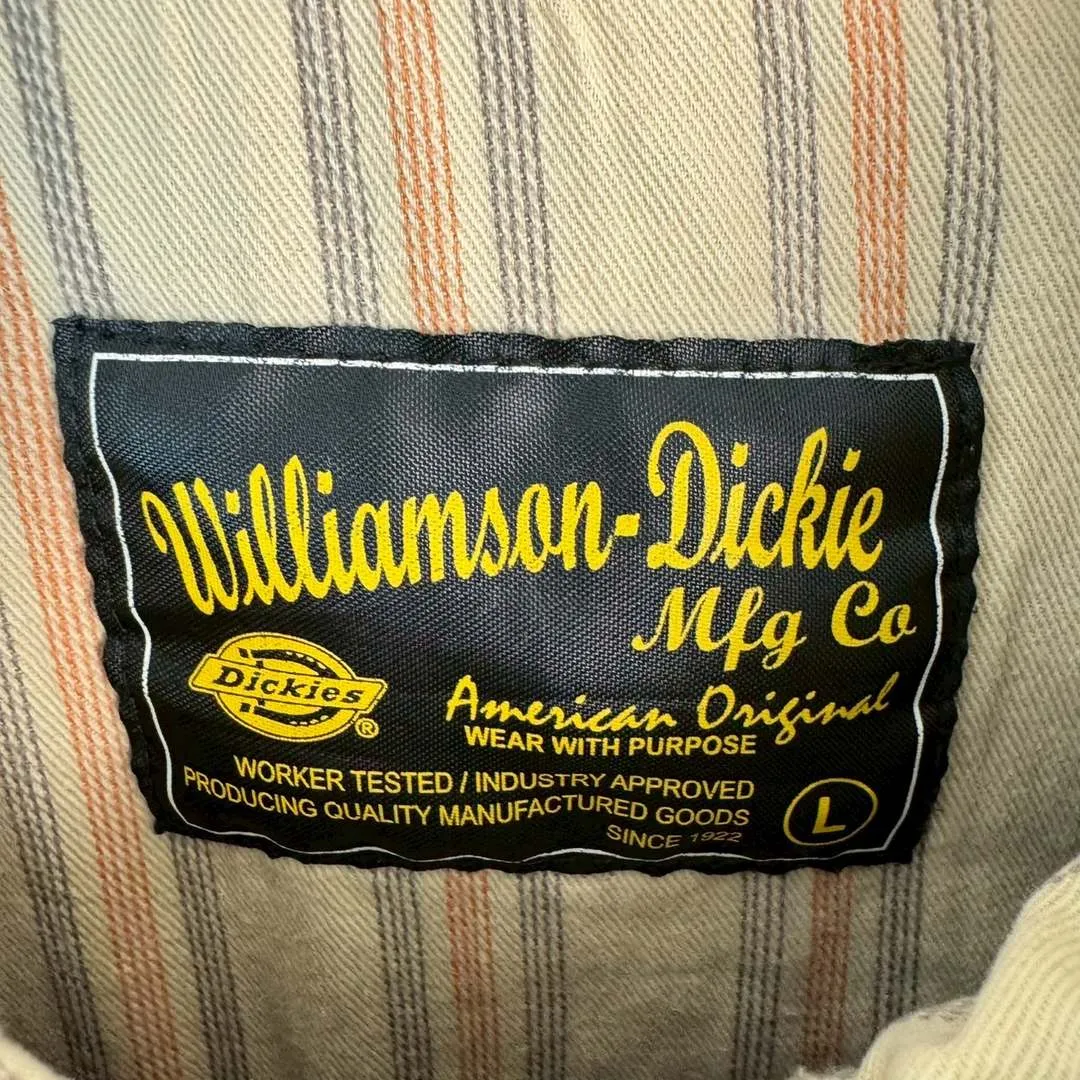 Williamson-Dickie
Mfg Co
Dickies®
American Original
WEAR WITH PURPOSE
WORKER TESTED / INDUSTRY APPROVED
PRODUCING QUALITY MANUFACTURED GOODS
SINCE 1922
L